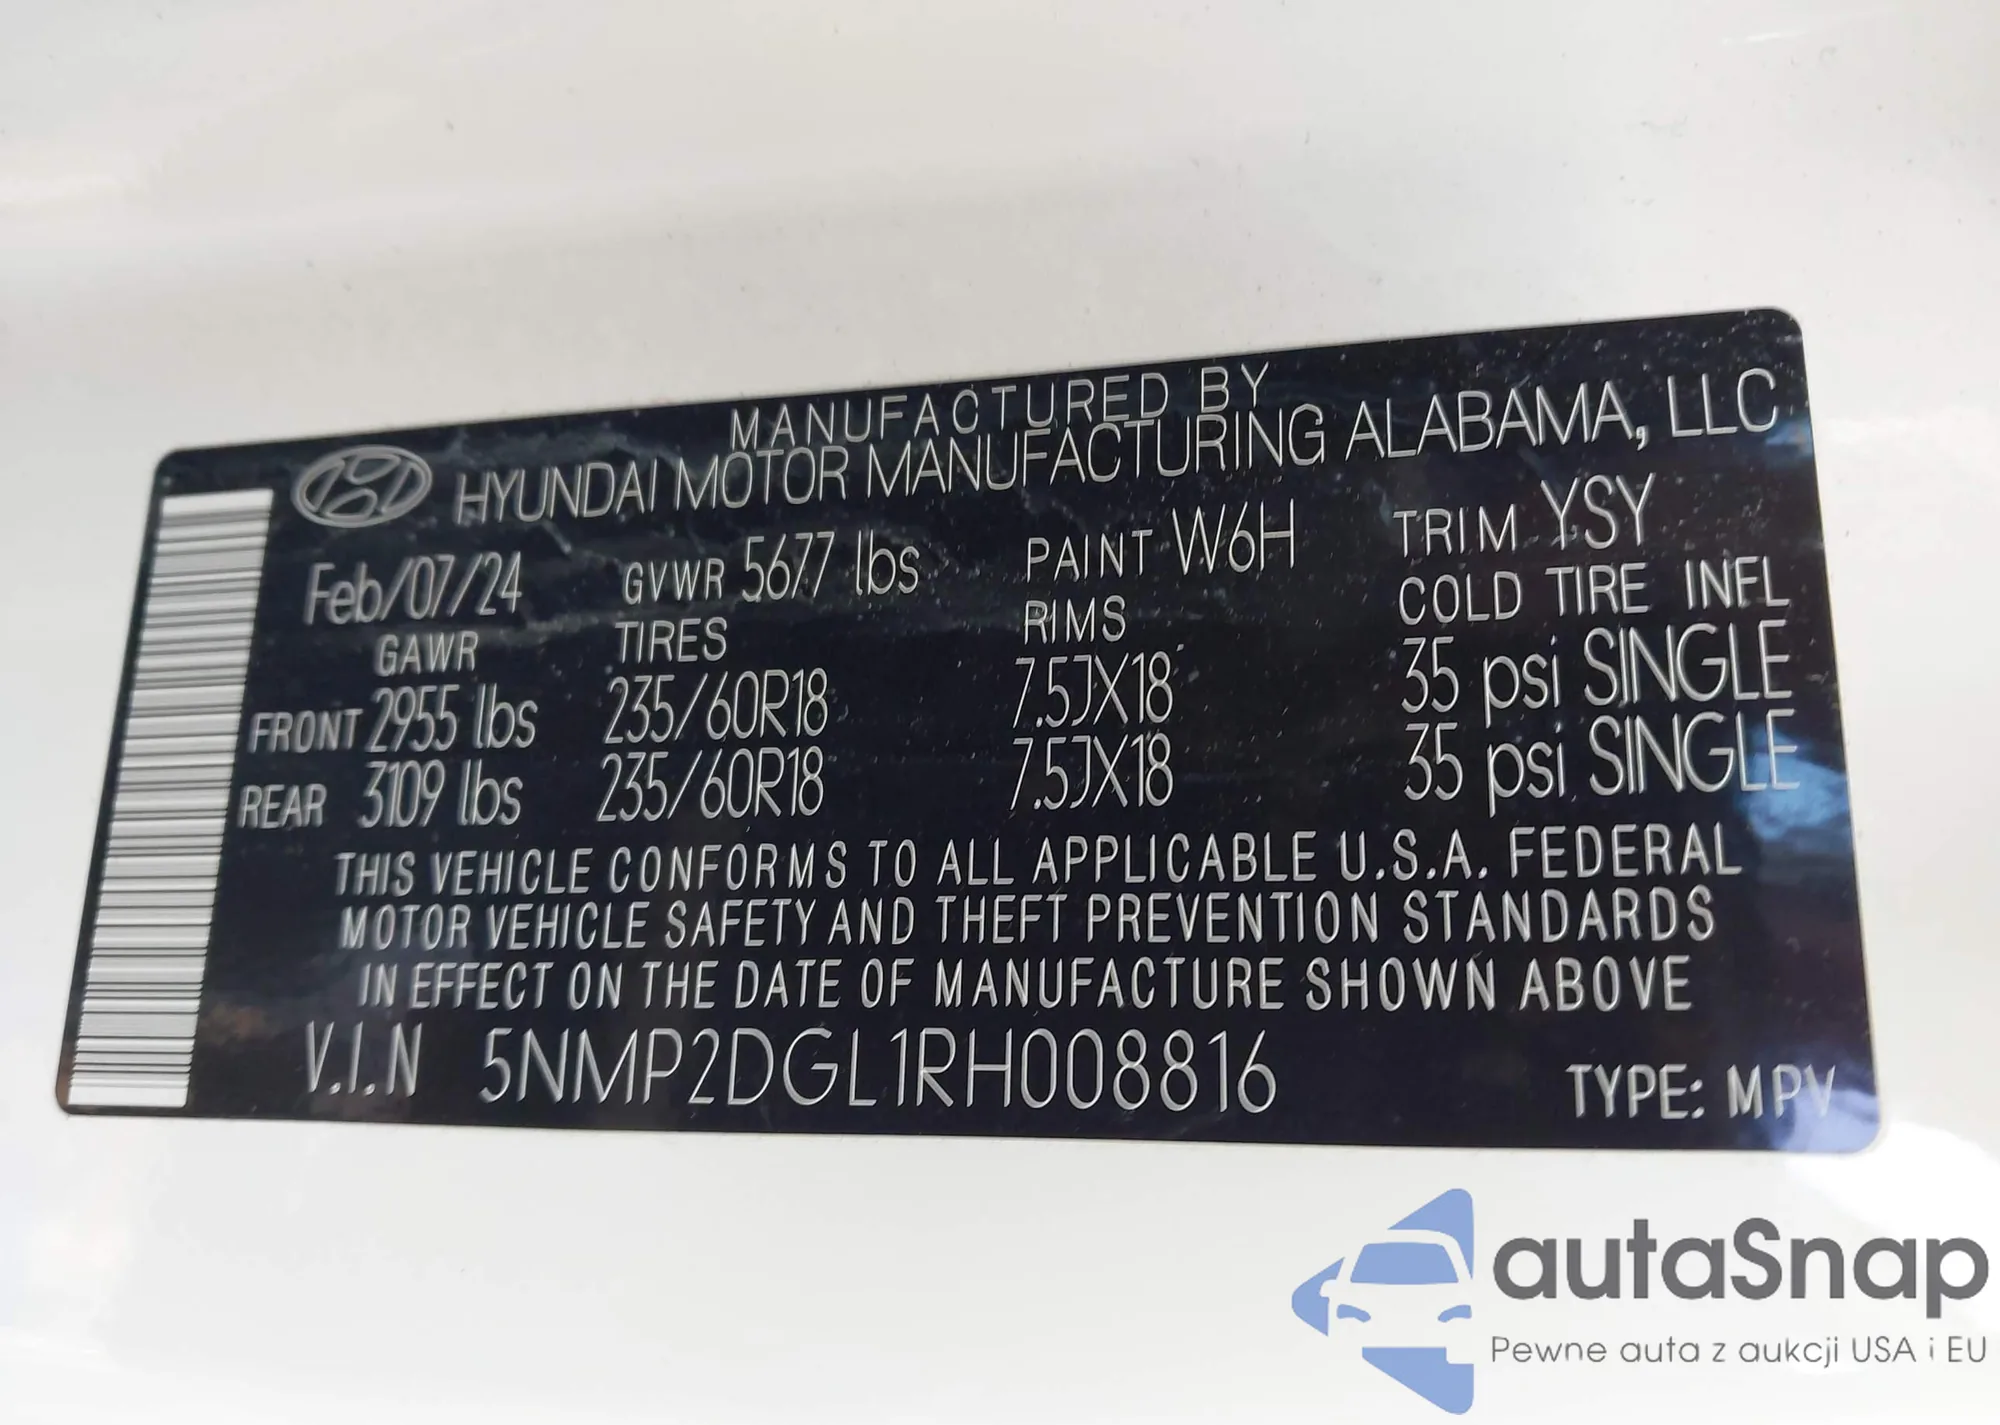 MANUFACTURED BY
HYUNDAI MOTOR MANUFACTURING ALABAMA, LLC
Feb/07/24 GVWR 5677 lbs PAINT W6H TRIM YSY
GAWR TIRES RIMS COLD TIRE INFL
FRONT 2955 lbs 235/60R18 7.5JX18 35 psi SINGLE
REAR 3109 lbs 235/60R18 7.5JX18 35 psi SINGLE
THIS VEHICLE CONFORMS TO ALL APPLICABLE U.S.A. FEDERAL
MOTOR VEHICLE SAFETY AND THEFT PREVENTION STANDARDS
IN EFFECT ON THE DATE OF MANUFACTURE SHOWN ABOVE
V.I.N 5NMP2DGL1RH008816 TYPE: MPV
autaSnap
Pewne auta z aukcji USA i EU